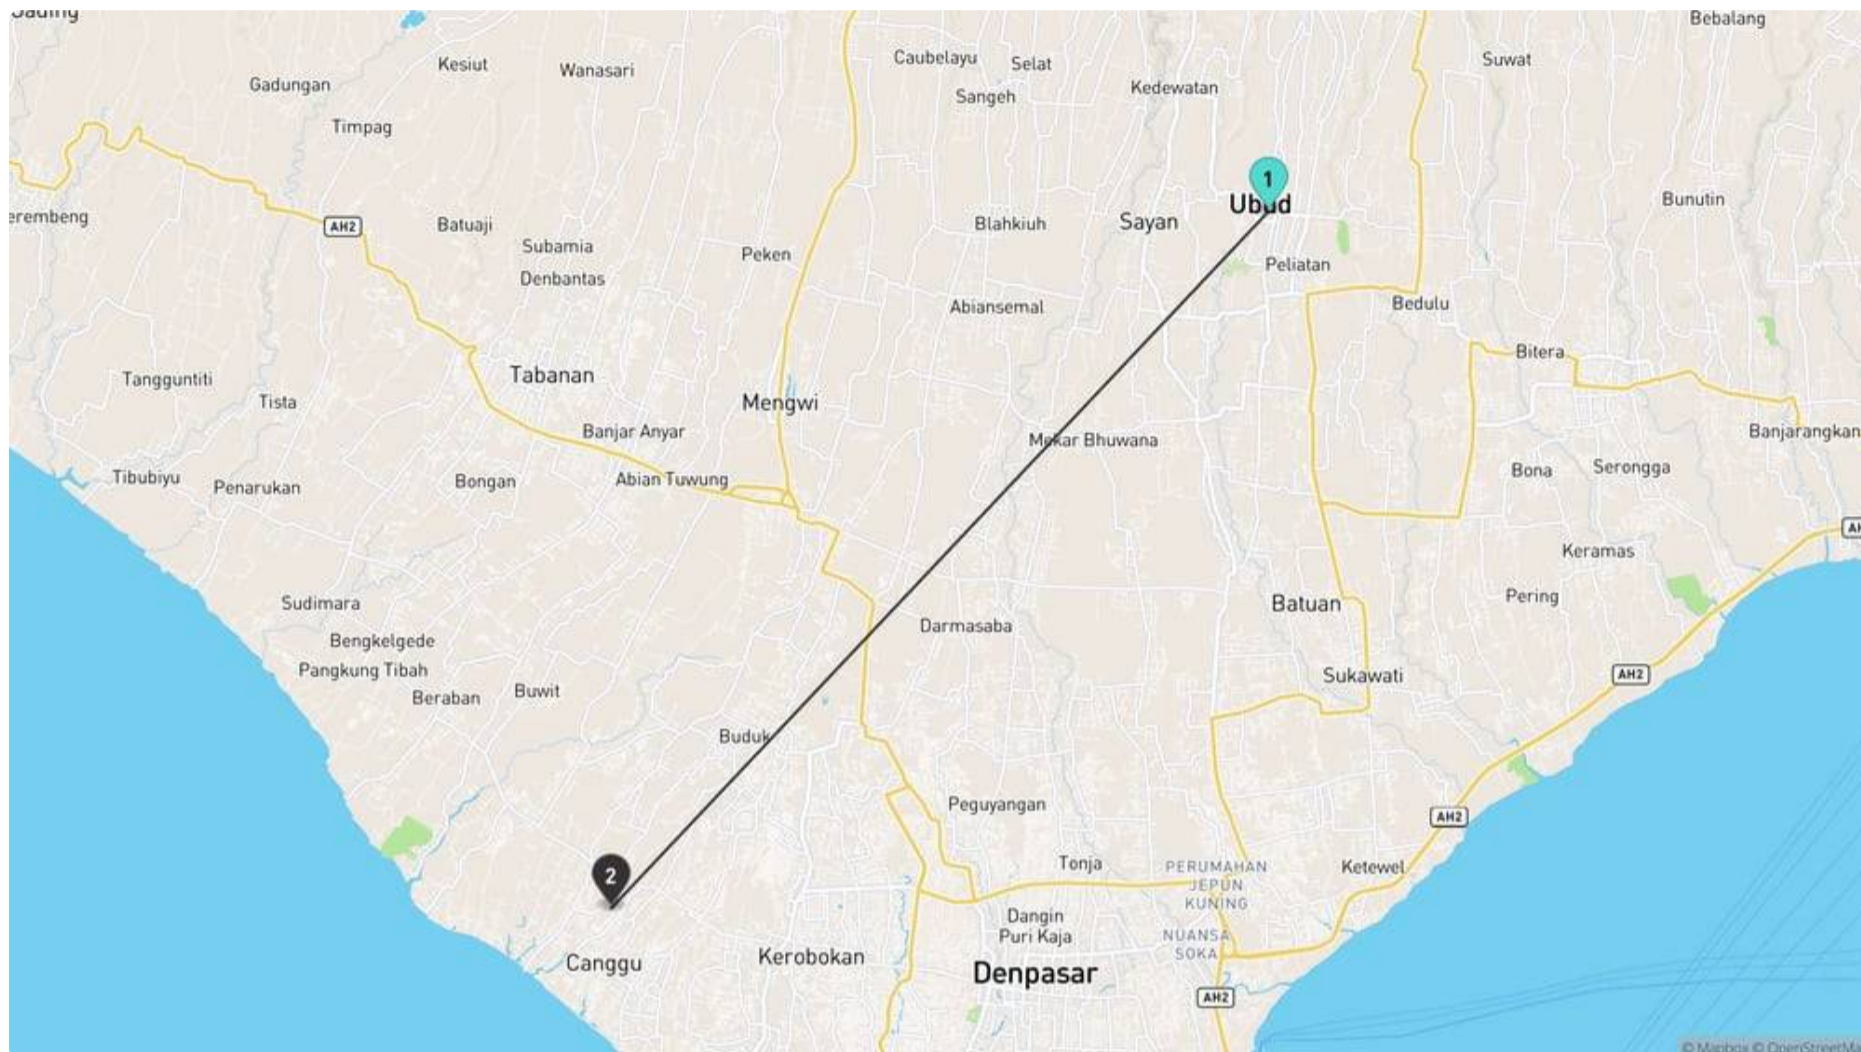 Bebalang
Caubelayu
Selat
Suwat
Kesiut
Wanasari
Gadungan
Kedewatan
Sangeh
Timpag
1
Ubud
Bunutin
erembeng
AH2
Batuaji
Blahkiuh
Sayan
Subamia
Peken
Peliatan
Denbantas
Abiansemal
Bedulu
Bitera
Tabanan
Tangguntiti
Tista
Mengwi
Banjar Anyar
Mekar Bhuwana
Banjarangkan
Tibubiyu
Penarukan
Bongan
Abian Tuwung
Bona
Serongga
Keramas
Sudimara
Batuan
Pering
Bengkelgede
Darmasaba
Pangkung Tibah
Beraban
Buwit
Sukawati
AH2
Buduk
Peguyangan
AH2
Tonja
PERUMAHAN
JEPUN
KUNING
Ketewel
2
Dangin
Puri Kaja
NUANSA
SOKA
Canggu
Kerobokan
Denpasar
AH2
© Mapbox © OpenStreetMa